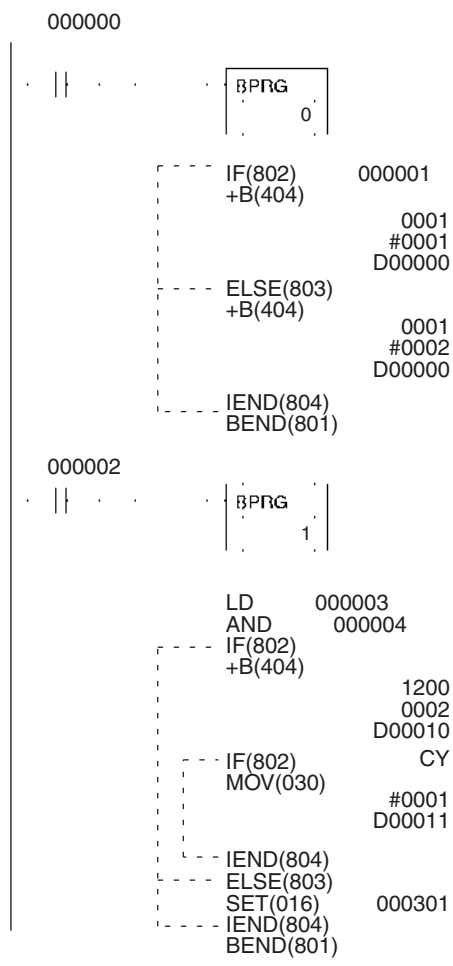 000000
BPRG
0
IF(802) 000001
+B(404)
0001
#0001
D00000
ELSE(803)
+B(404)
0001
#0002
D00000
IEND(804)
BEND(801)
000002
BPRG
1
LD 000003
AND 000004
IF(802)
+B(404)
1200
0002
D00010
IF(802) CY
MOV(030)
#0001
D00011
IEND(804)
ELSE(803)
SET(016) 000301
IEND(804)
BEND(801)